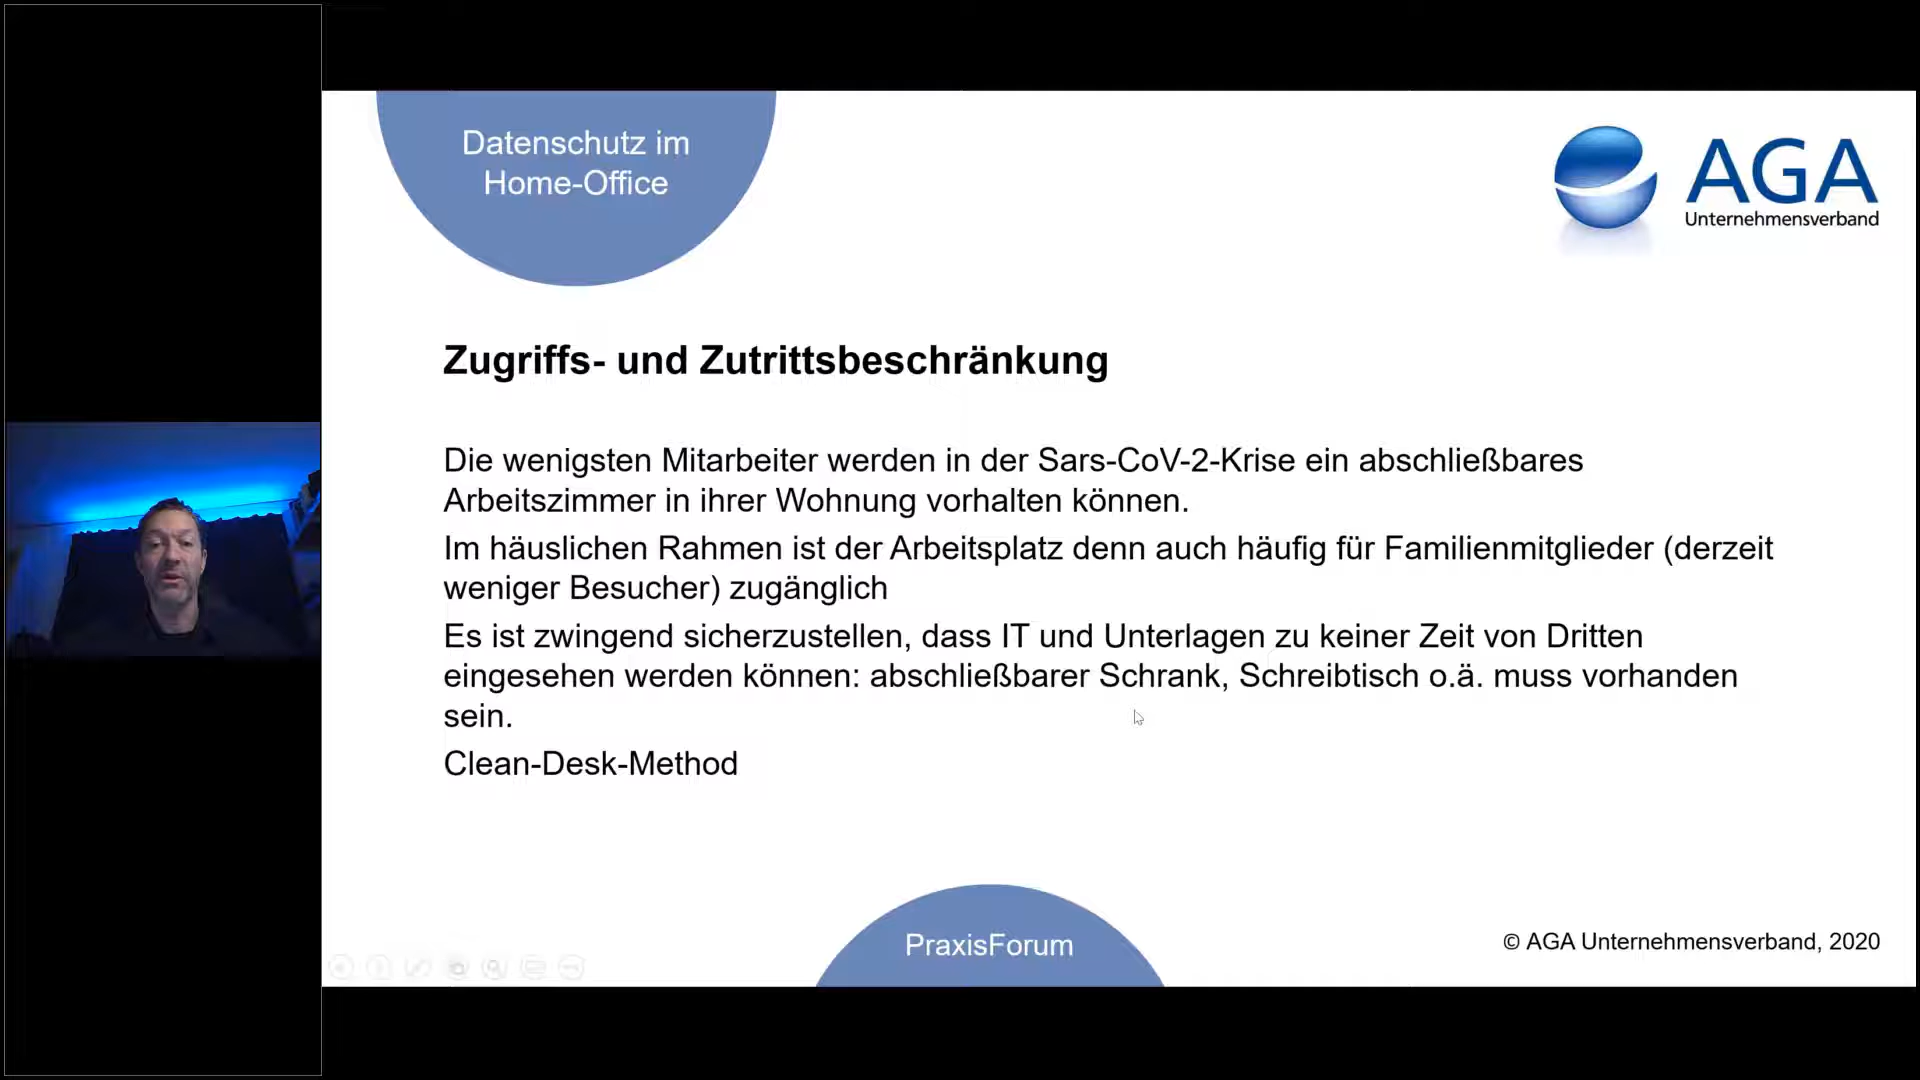 Datenschutz im
Home-Office
AGA
Unternehmensverband
Zugriffs- und Zutrittsbeschränkung
Die wenigsten Mitarbeiter werden in der Sars-CoV-2-Krise ein abschließbares
Arbeitszimmer in ihrer Wohnung vorhalten können.
Im häuslichen Rahmen ist der Arbeitsplatz denn auch häufig für Familienmitglieder (derzeit
weniger Besucher) zugänglich
Es ist zwingend sicherzustellen, dass IT und Unterlagen zu keiner Zeit von Dritten
eingesehen werden können: abschließbarer Schrank, Schreibtisch o.ä. muss vorhanden
sein.
Clean-Desk-Method
PraxisForum
© AGA Unternehmensverband, 2020